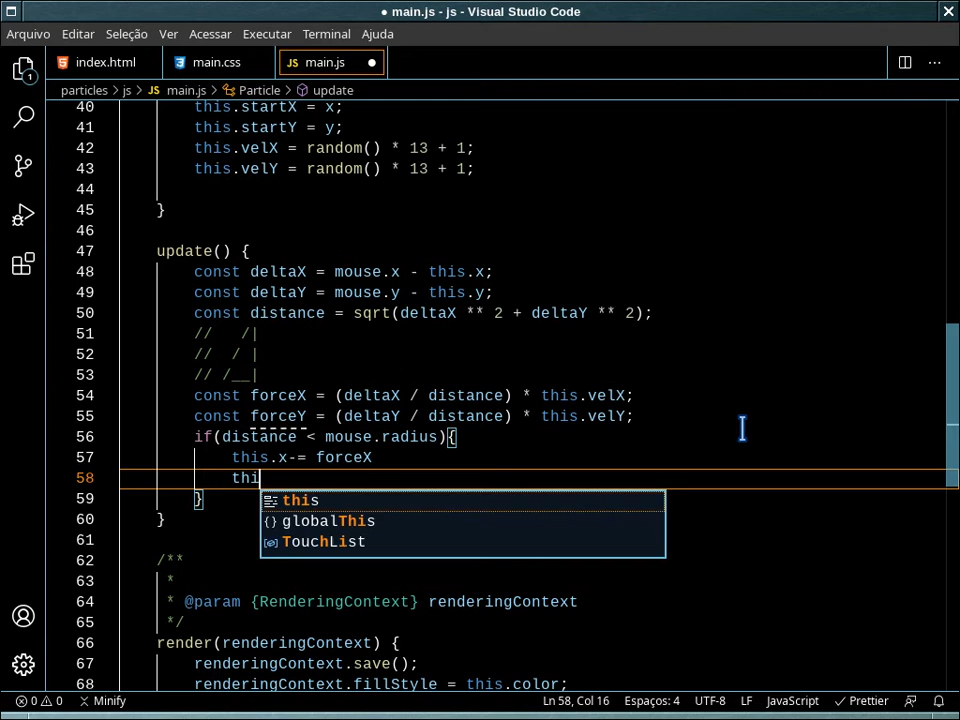 ● main.js - js - Visual Studio Code
Arquivo Editar Seleção Ver Acessar Executar Terminal Ajuda
index.html main.css JS main.js ●
particles › js › JS main.js › Particle › update
40 this.startX = x;
41 this.startY = y;
42 this.velX = random() * 13 + 1;
43 this.velY = random() * 13 + 1;
44
45 }
46
47 update() {
48 const deltaX = mouse.x - this.x;
49 const deltaY = mouse.y - this.y;
50 const distance = sqrt(deltaX ** 2 + deltaY ** 2);
51 //   /|
52 //  / |
53 // /__|
54 const forceX = (deltaX / distance) * this.velX;
55 const forceY = (deltaY / distance) * this.velY;
56 if(distance < mouse.radius){
57 this.x-= forceX
58 thi
this
59 }
globalThis
60 }
TouchList
61
62 /**
63 *
64 * @param {RenderingContext} renderingContext
65 */
66 render(renderingContext) {
67 renderingContext.save();
68 renderingContext.fillStyle = this.color;
1
0 0 Minify Ln 58, Col 16 Espaços: 4 UTF-8 LF JavaScript Prettier